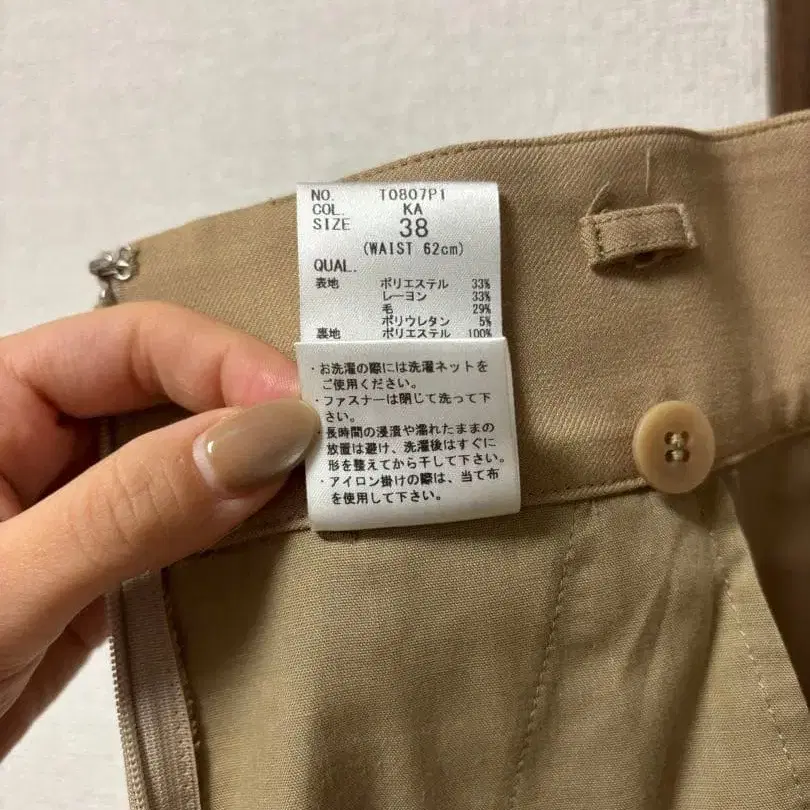 NO. T0807P1
COL. KA
SIZE 38
(WAIST 62cm)
QUAL.
表地 ポリエステル 33%
レーヨン 33%
毛 29%
ポリウレタン 5%
裏地 ポリエステル 100%
・お洗濯の際には洗濯ネットを
ご使用ください。
・ファスナーは閉じて洗って下
さい。
・長時間の浸漬や濡れたままの
放置は避け、洗濯後はすぐに
形を整えてから干して下さい。
・アイロン掛けの際は、当て布
を使用して下さい。